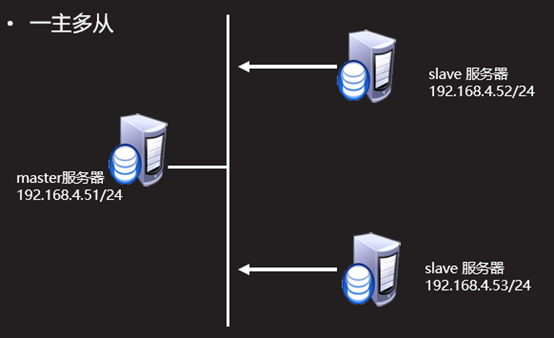 • 一主多从
slave 服务器
192.168.4.52/24
master服务器
192.168.4.51/24
slave 服务器
192.168.4.53/24